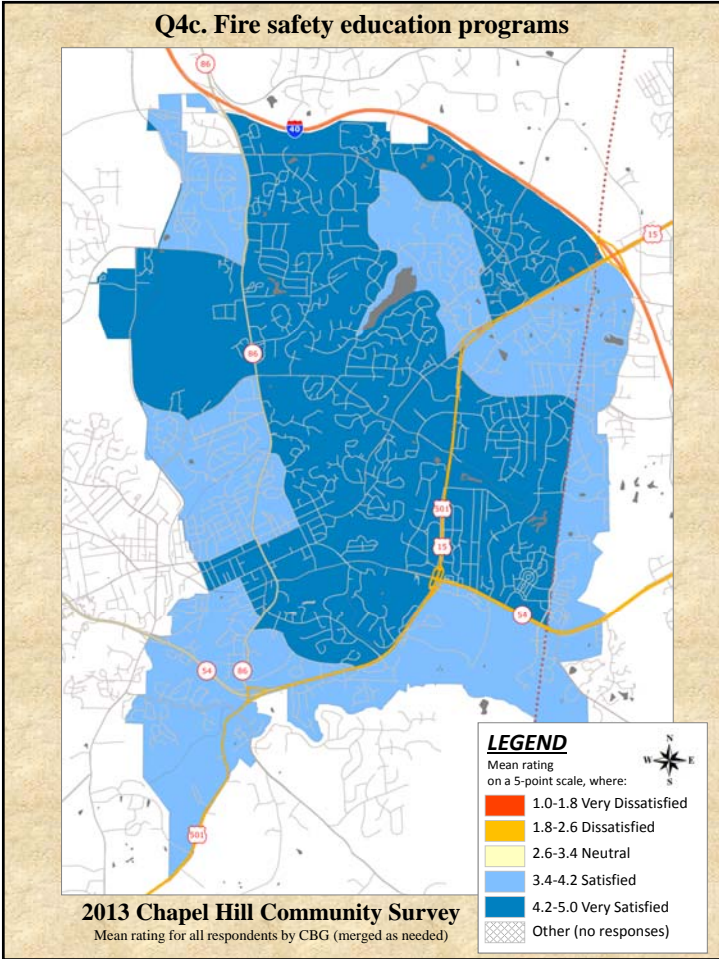 Q4c. Fire safety education programs
86
40
15
86
501
15
54
54
86
501
LEGEND
Mean rating
on a 5-point scale, where:
N
W E
S
1.0-1.8 Very Dissatisfied
1.8-2.6 Dissatisfied
2.6-3.4 Neutral
3.4-4.2 Satisfied
4.2-5.0 Very Satisfied
Other (no responses)
2013 Chapel Hill Community Survey
Mean rating for all respondents by CBG (merged as needed)